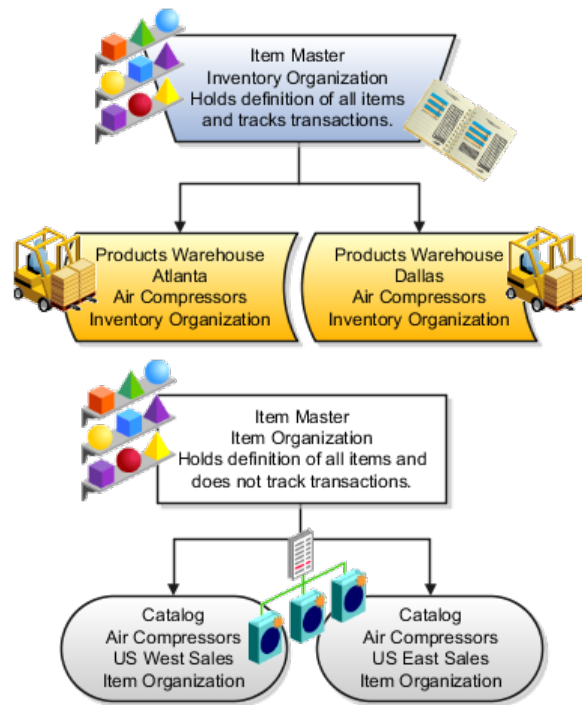 Item Master
Inventory Organization
Holds definition of all items
and tracks transactions.
Products Warehouse
Atlanta
Air Compressors
Inventory Organization
Products Warehouse
Dallas
Air Compressors
Inventory Organization
Item Master
Item Organization
Holds definition of all items and
does not track transactions.
Catalog
Air Compressors
US West Sales
Item Organization
Catalog
Air Compressors
US East Sales
Item Organization